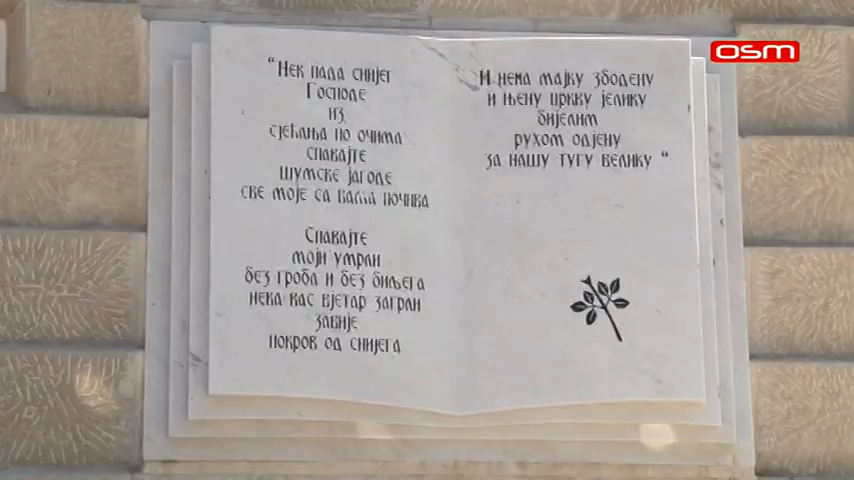 "Нек пада снијег
Господе
из
сјећања по очима
спавајте
шумске јагоде
све моје са вама почива
Спавајте
моји умрли
без гробa и без биљега
нека вас вјетар загрли
завије
покров од снијега
И нема мајку збодену
и њену цркву јелику
бијелим
рухом одјену
за нашу тугу велику"
OSM